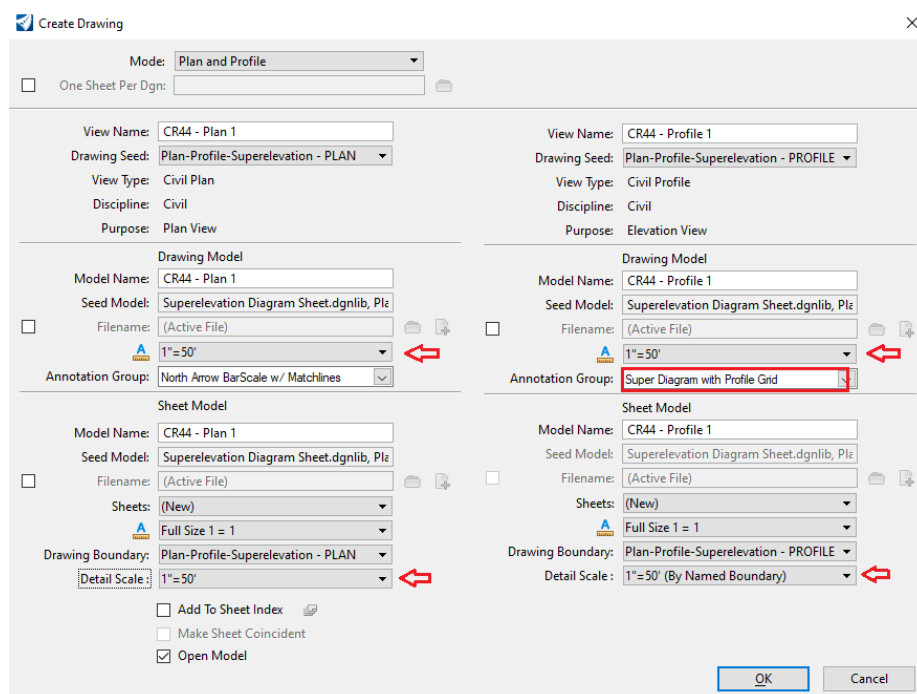 Create Drawing
Mode: Plan and Profile
One Sheet Per Dgn:
View Name: CR44 - Plan 1
Drawing Seed: Plan-Profile-Superelevation - PLAN
View Type: Civil Plan
Discipline: Civil
Purpose: Plan View
Drawing Model
Model Name: CR44 - Plan 1
Seed Model: Superelevation Diagram Sheet.dgnlib, Pla
Filename: (Active File)
A 1"=50'
Annotation Group: North Arrow BarScale w/ Matchlines
Sheet Model
Model Name: CR44 - Plan 1
Seed Model: Superelevation Diagram Sheet.dgnlib, Pla
Filename: (Active File)
Sheets: (New)
A Full Size 1 = 1
Drawing Boundary: Plan-Profile-Superelevation - PLAN
Detail Scale : 1"=50'
Add To Sheet Index
Make Sheet Coincident
Open Model
View Name: CR44 - Profile 1
Drawing Seed: Plan-Profile-Superelevation - PROFILE
View Type: Civil Profile
Discipline: Civil
Purpose: Elevation View
Drawing Model
Model Name: CR44 - Profile 1
Seed Model: Superelevation Diagram Sheet.dgnlib, Pla
Filename: (Active File)
A 1"=50'
Annotation Group: Super Diagram with Profile Grid
Sheet Model
Model Name: CR44 - Profile 1
Seed Model: Superelevation Diagram Sheet.dgnlib, Pla
Filename: (Active File)
Sheets: (New)
A Full Size 1 = 1
Drawing Boundary: Plan-Profile-Superelevation - PROFILE
Detail Scale : 1"=50' (By Named Boundary)
OK
Cancel